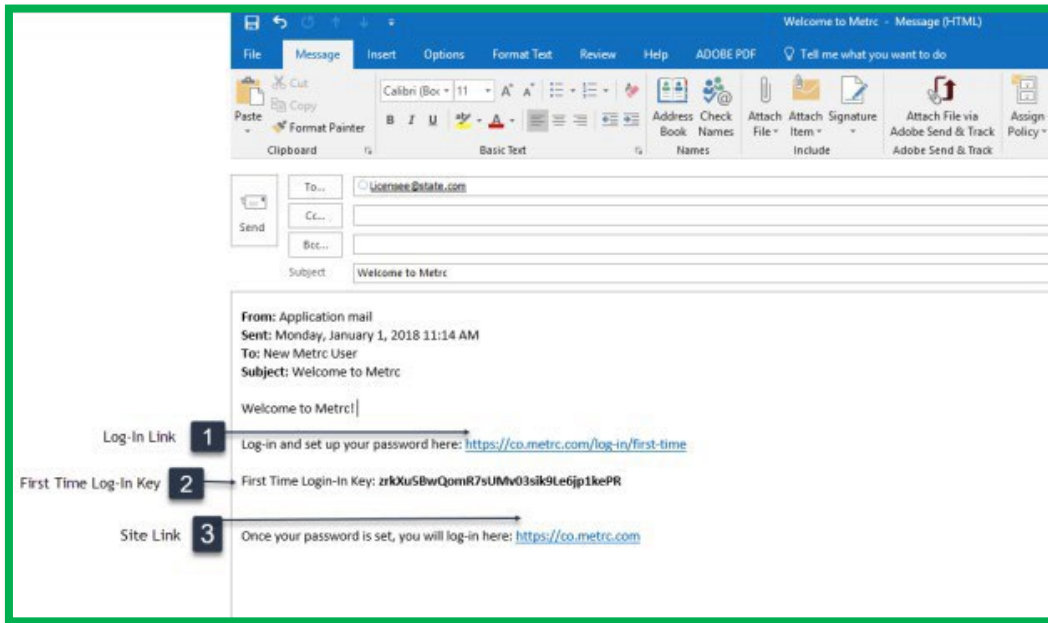 Welcome to Metrc - Message (HTML)
File Message Insert Options Format Text Review Help ADOBE PDF Tell me what you want to do
Cut
Copy
Paste
Format Painter
Calibri (Boc 11
B I U
Address Book
Check Names
Attach File
Attach Item
Signature
Attach File via Adobe Send & Track
Assign Policy
Clipboard Basic Text Names Include Adobe Send & Track
To... Licensee@state.com
Cc...
Send
Bcc...
Subject Welcome to Metrc
From: Application mail
Sent: Monday, January 1, 2018 11:14 AM
To: New Metrc User
Subject: Welcome to Metrc
Welcome to Metrc!
Log-In Link 1
Log-in and set up your password here: https://co.metrc.com/log-in/first-time
First Time Log-In Key 2
First Time Login-In Key: zrkXuSBwQomR7sUMv03sik9Le6jp1kePR
Site Link 3
Once your password is set, you will log-in here: https://co.metrc.com